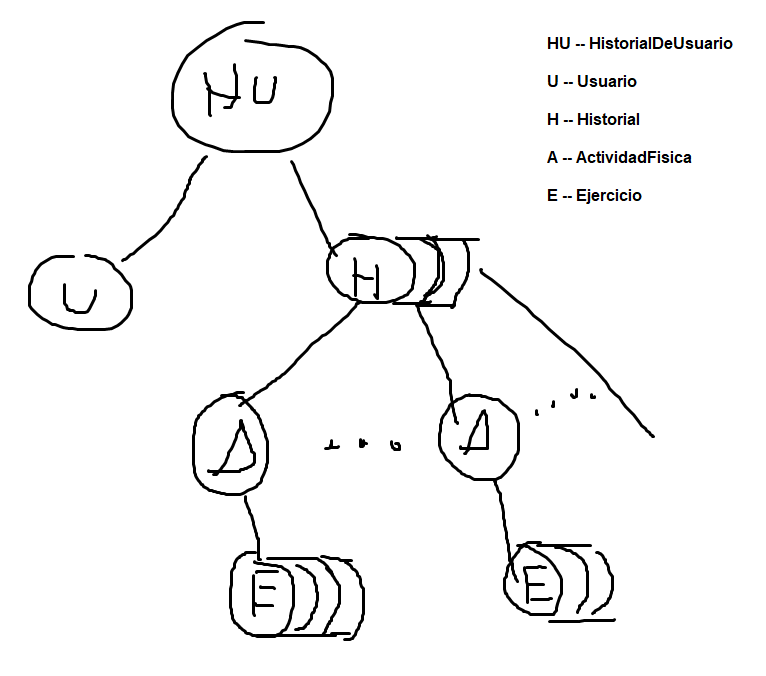 HU
HU -- HistorialDeUsuario
U -- Usuario
H -- Historial
A -- ActividadFisica
E -- Ejercicio
U
H
A
A
E
E